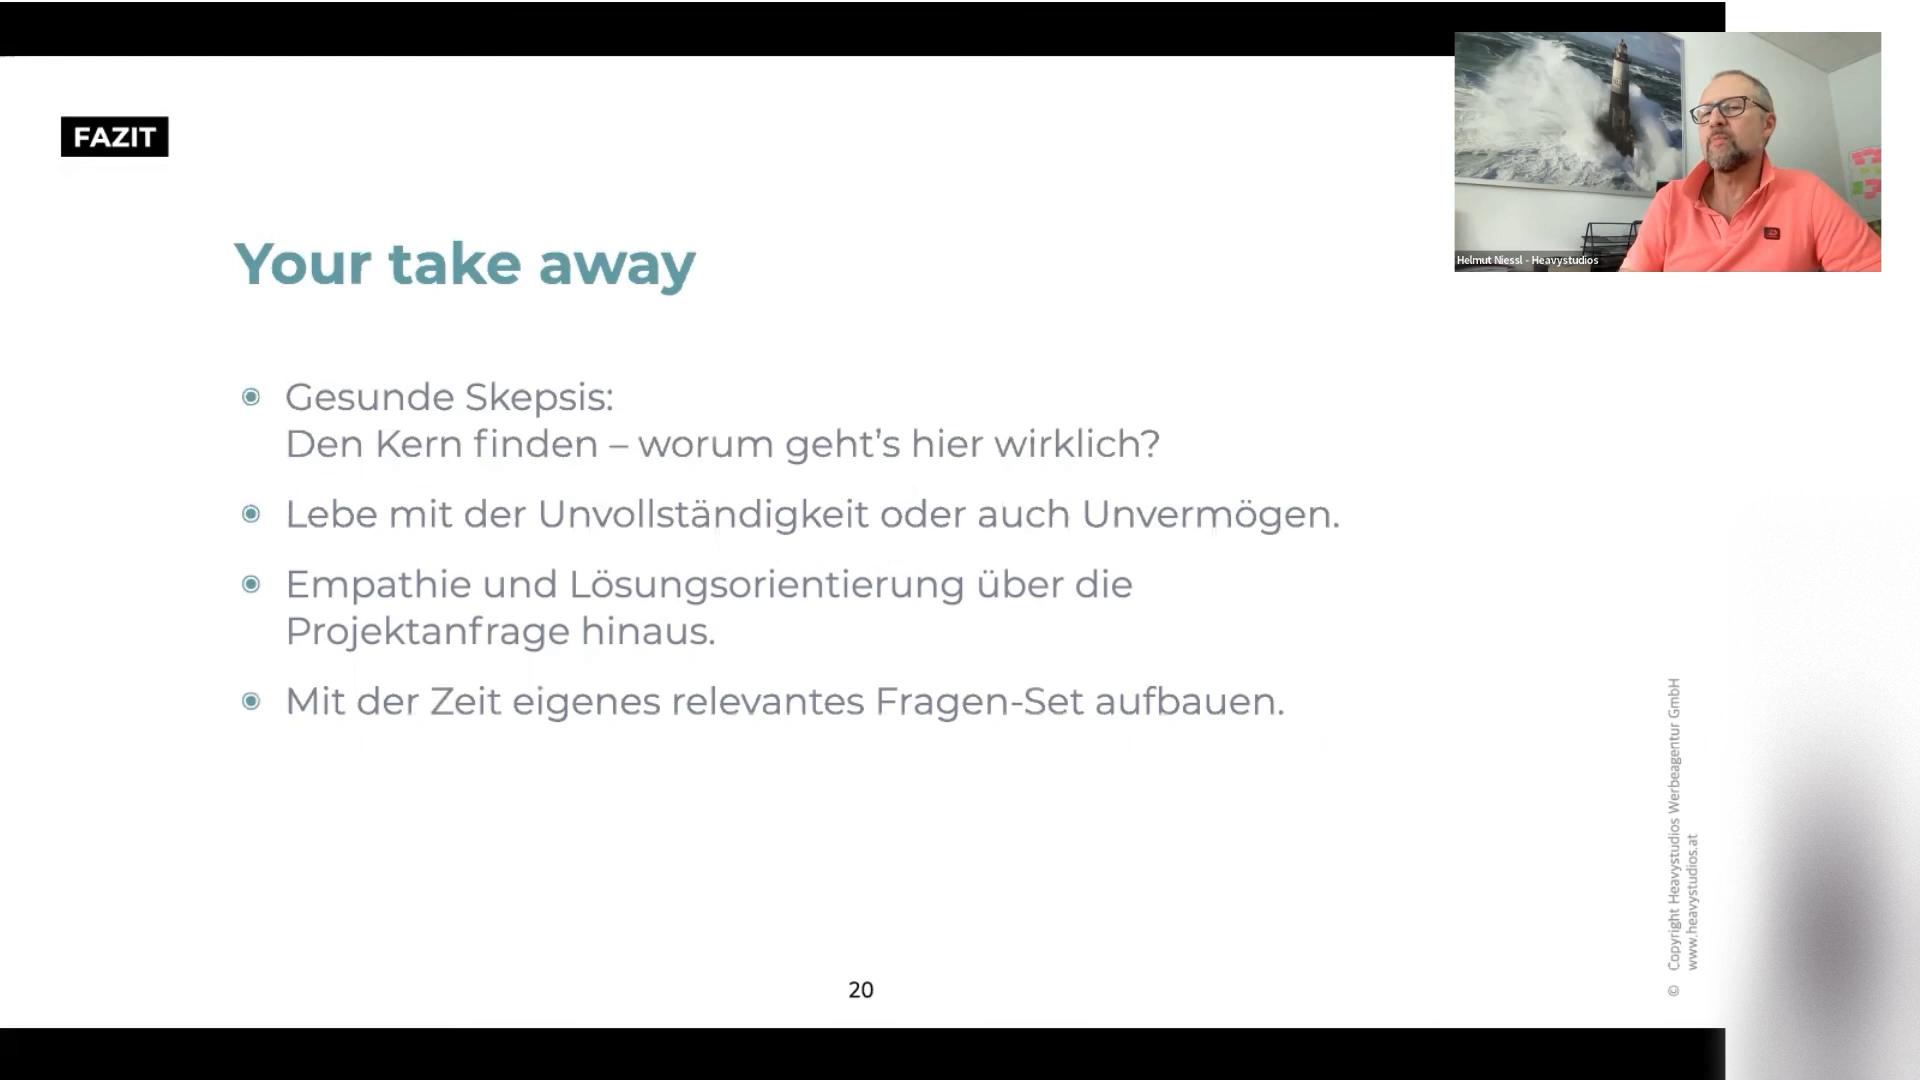 FAZIT
Helmut Niessl - Heavystudios
Your take away
Gesunde Skepsis:
Den Kern finden – worum geht’s hier wirklich?
Lebe mit der Unvollständigkeit oder auch Unvermögen.
Empathie und Lösungsorientierung über die
Projektanfrage hinaus.
Mit der Zeit eigenes relevantes Fragen-Set aufbauen.
© Copyright Heavystudios Werbeagentur GmbH
www.heavystudios.at
20